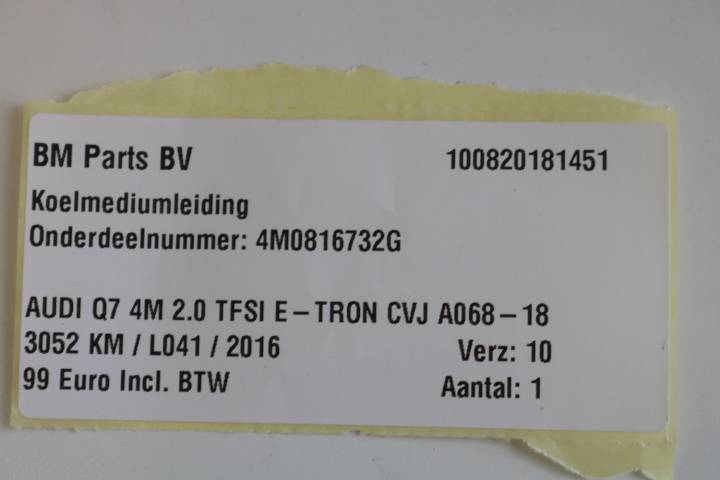 BM Parts BV 100820181451
Koelmediumleiding
Onderdeelnummer: 4M0816732G
AUDI Q7 4M 2.0 TFSI E-TRON CVJ A068-18
3052 KM / L041 / 2016 Verz: 10
99 Euro Incl. BTW Aantal: 1